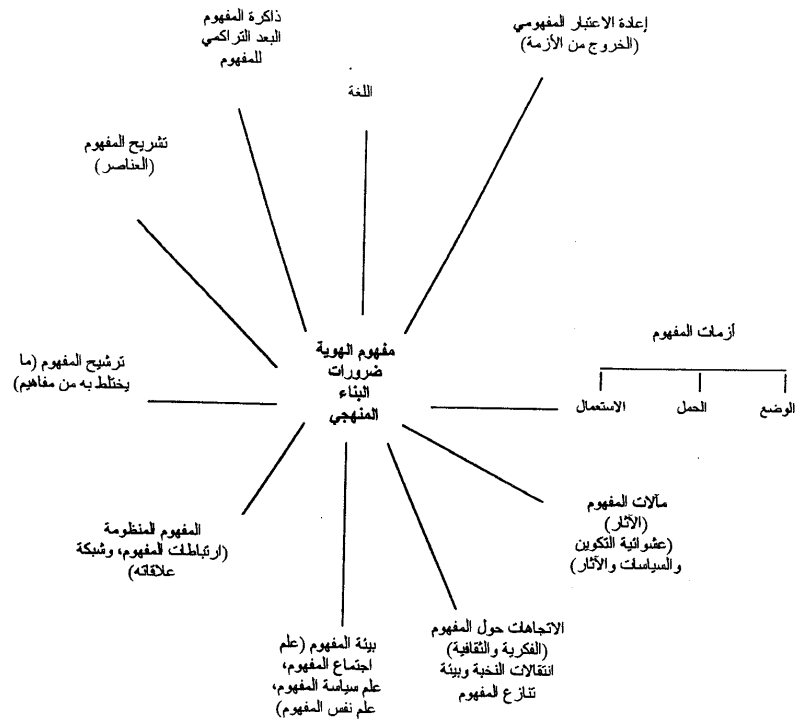 إعادة الاعتبار المفهومي
(الخروج من الأزمة)
اللغة
ذاكرة المفهوم
البعد التراكمي
للمفهوم
تشريح المفهوم
(العناصر)
ترشيح المفهوم (ما
يختلط به من مفاهيم)
مفهوم الهوية
ضرورات
البناء
المنهجي
أزمات المفهوم
الوضع
الحمل
الاستعمال
مآلات المفهوم
(الآثار)
(عشوائية التكوين
والسياسات والآثار)
الاتجاهات حول المفهوم
(الفكرية والثقافية)
انتقالات النخبة وبيئة
تنازع المفهوم
بيئة المفهوم (علم
اجتماع المفهوم،
علم سياسة المفهوم،
علم نفس المفهوم)
المفهوم المنظومة
(ارتباطات المفهوم، وشبكة
علاقاته)